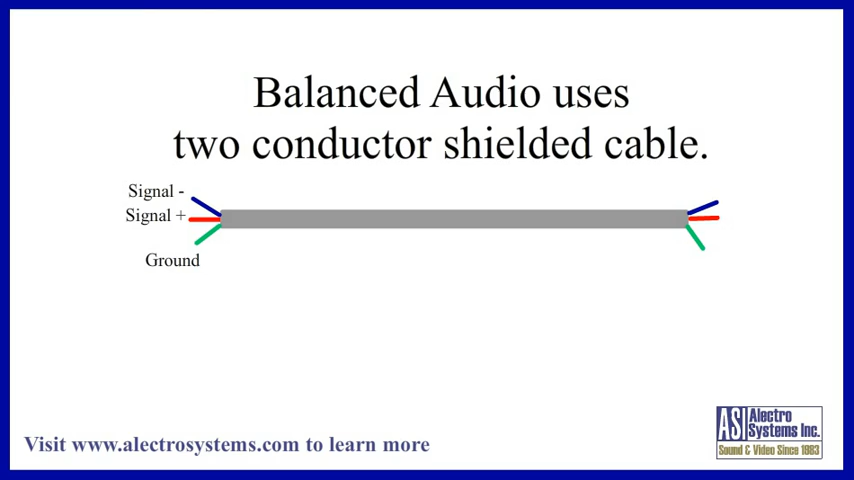 Balanced Audio uses
two conductor shielded cable.
Signal -
Signal +
Ground
Visit www.alectrosystems.com to learn more
ASI Alectro
Systems Inc.
Sound & Video Since 1983